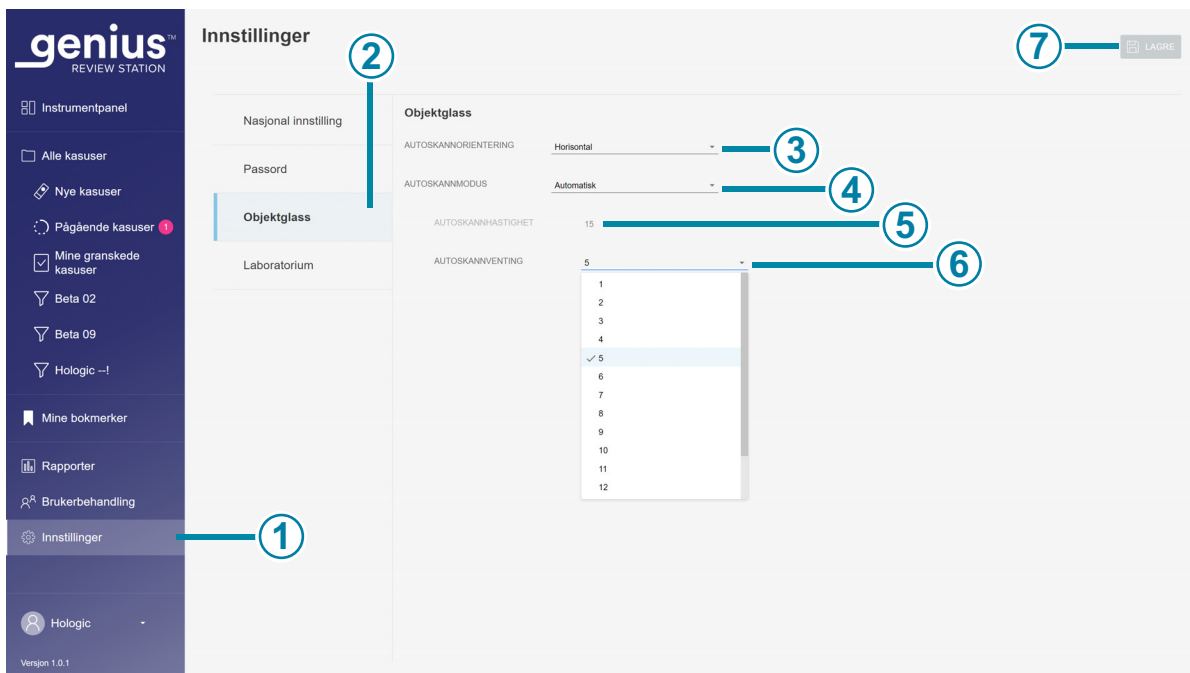 genius™
REVIEW STATION
Instrumentpanel
Alle kasuser
Nye kasuser
Pågående kasuser 1
Mine granskede
kasuser
Beta 02
Beta 09
Hologic --!
Mine bokmerker
Rapporter
Brukerbehandling
Innstillinger
Hologic
Versjon 1.0.1
Innstillinger
LAGRE
Nasjonal innstilling
Passord
Objektglass
Laboratorium
Objektglass
AUTOSKANNORIENTERING Horisontal
AUTOSKANNMODUS Automatisk
AUTOSKANNHASTIGHET 15
AUTOSKANNVENTING 5
1
2
3
4
5
6
7
8
9
10
11
12
1
2
3
4
5
6
7